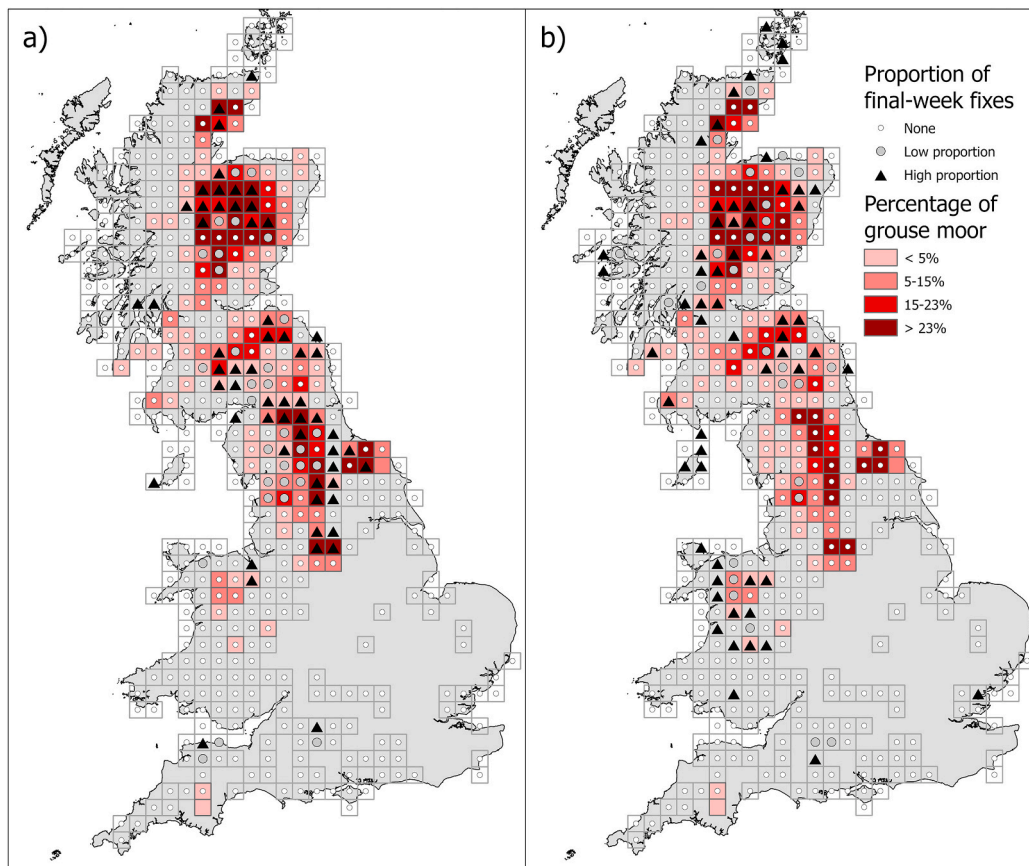 a)
b)
Proportion of
final-week fixes
None
Low proportion
High proportion
Percentage of
grouse moor
< 5%
5-15%
15-23%
> 23%